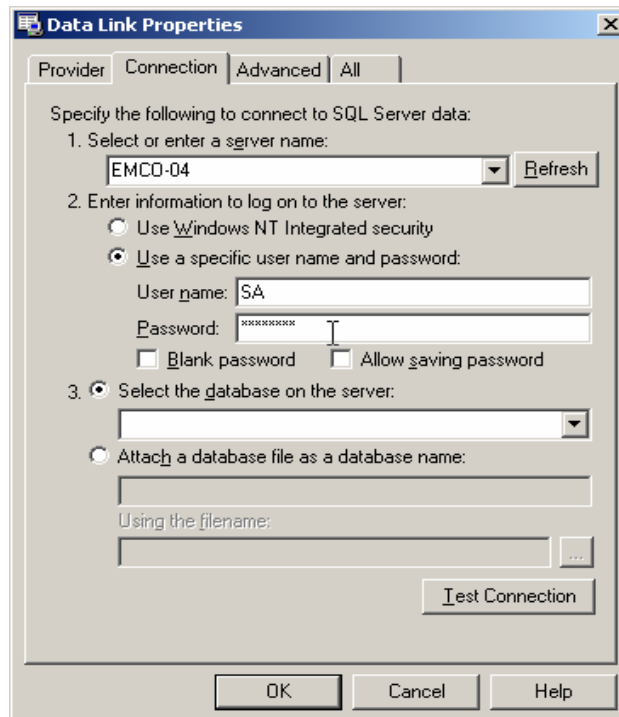 Data Link Properties
Provider Connection Advanced All
Specify the following to connect to SQL Server data:
1. Select or enter a server name:
EMCO-04 Refresh
2. Enter information to log on to the server:
Use Windows NT Integrated security
Use a specific user name and password:
User name: SA
Password: ********
Blank password Allow saving password
3. Select the database on the server:
Attach a database file as a database name:
Using the filename:
...
Test Connection
OK Cancel Help